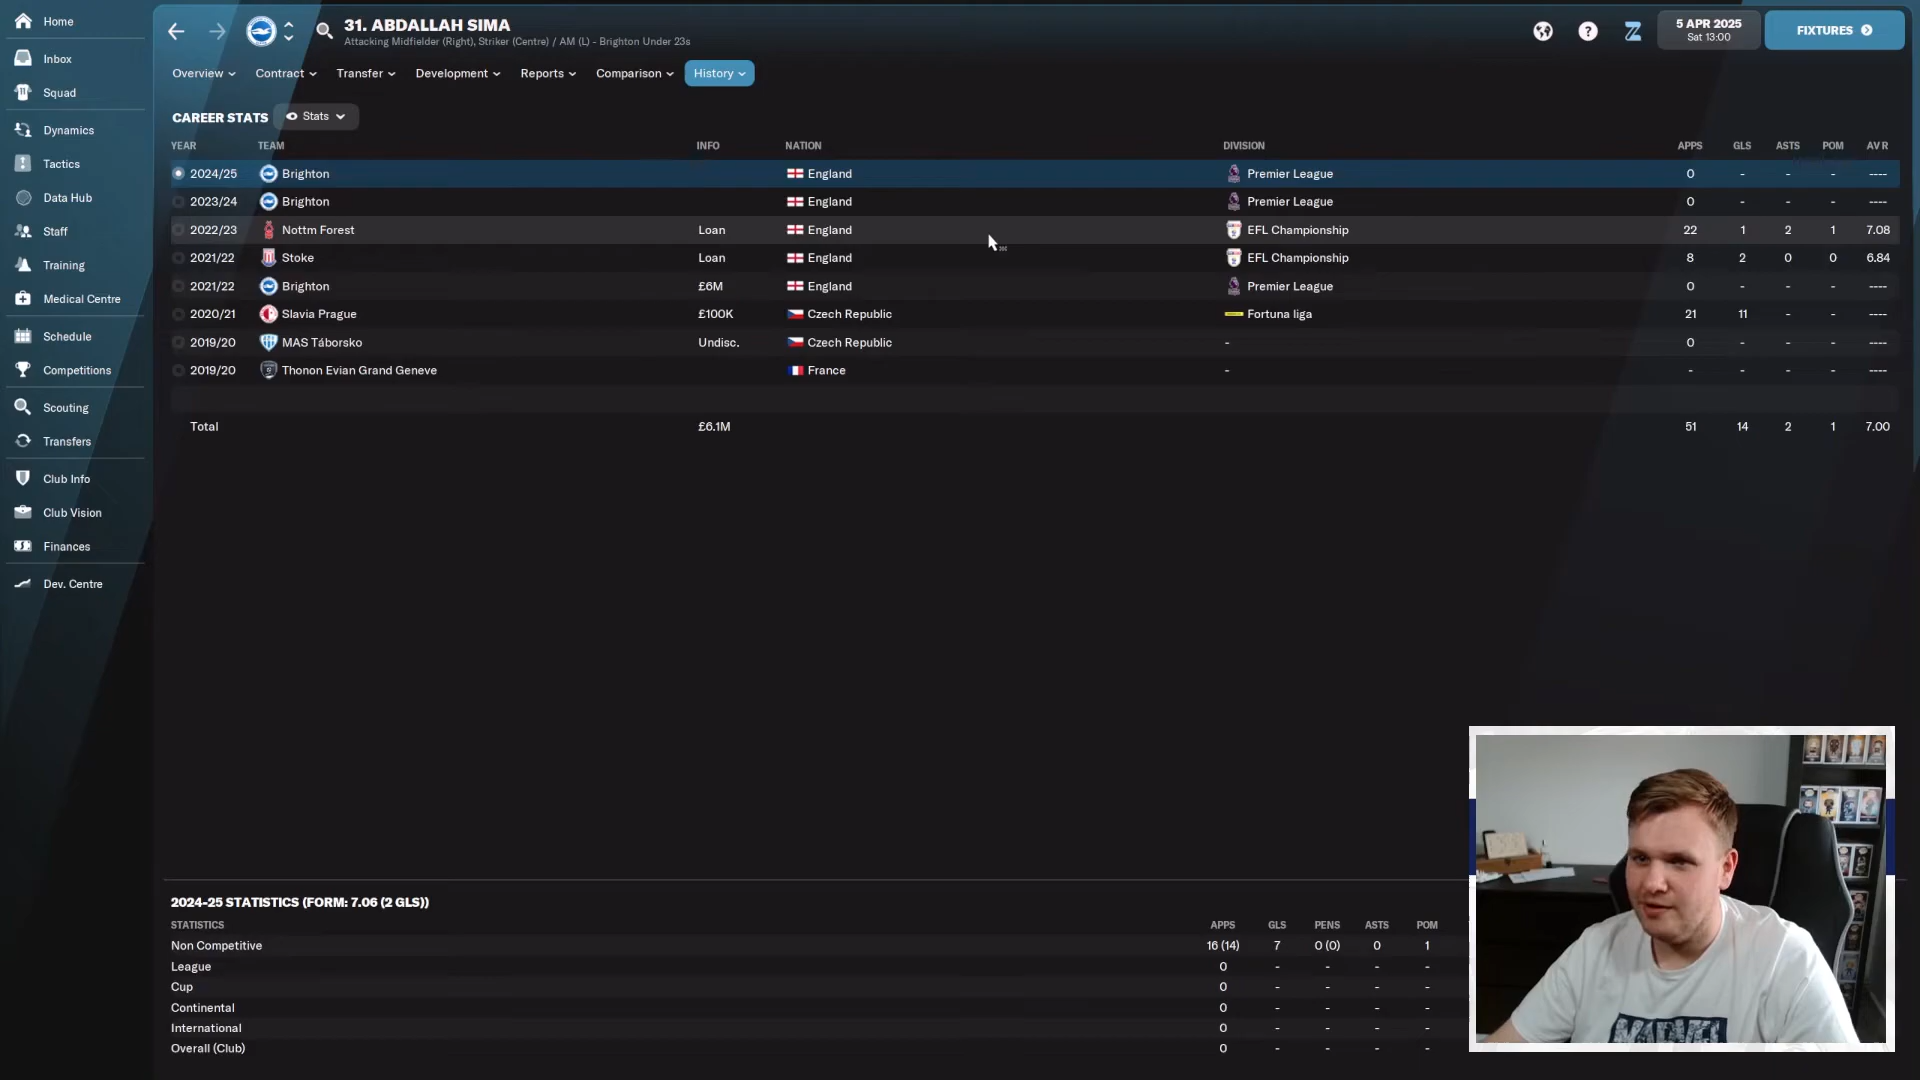 Home
Inbox
Squad
Dynamics
Tactics
Data Hub
Staff
Training
Medical Centre
Schedule
Competitions
Scouting
Transfers
Club Info
Club Vision
Finances
Dev. Centre
31. ABDALLAH SIMA
Attacking Midfielder (Right), Striker (Centre) / AM (L) - Brighton Under 23s
5 APR 2025
Sat 13:00
FIXTURES
Overview Contract Transfer Development Reports Comparison History
CAREER STATS Stats
YEAR TEAM INFO NATION DIVISION APPS GLS ASTS POM AV R
2024/25 Brighton England Premier League 0 - - - ----
2023/24 Brighton England Premier League 0 - - - ----
2022/23 Nottm Forest Loan England EFL Championship 22 1 2 1 7.08
2021/22 Stoke Loan England EFL Championship 8 2 0 0 6.84
2021/22 Brighton £6M England Premier League 0 - - - ----
2020/21 Slavia Prague £100K Czech Republic Fortuna liga 21 11 - - ----
2019/20 MAS Táborsko Undisc. Czech Republic - 0 - - - ----
2019/20 Thonon Evian Grand Geneve France - - - - - ----
Total £6.1M 51 14 2 1 7.00
2024-25 STATISTICS (FORM: 7.06 (2 GLS))
STATISTICS APPS GLS PENS ASTS POM
Non Competitive 16 (14) 7 0 (0) 0 1
League 0 - - - -
Cup 0 - - - -
Continental 0 - - - -
International 0 - - - -
Overall (Club) 0 - - - -
MARVEL